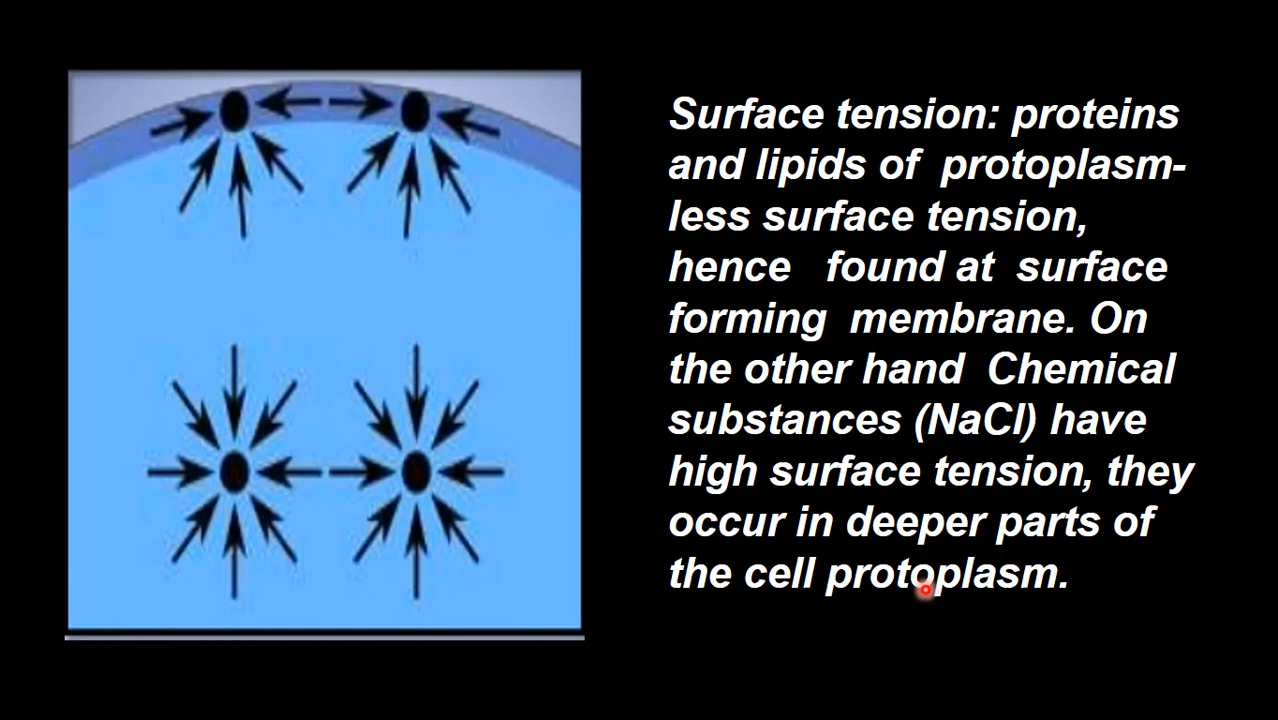 Surface tension: proteins
and lipids of protoplasm-
less surface tension,
hence found at surface
forming membrane. On
the other hand Chemical
substances (NaCl) have
high surface tension, they
occur in deeper parts of
the cell protoplasm.